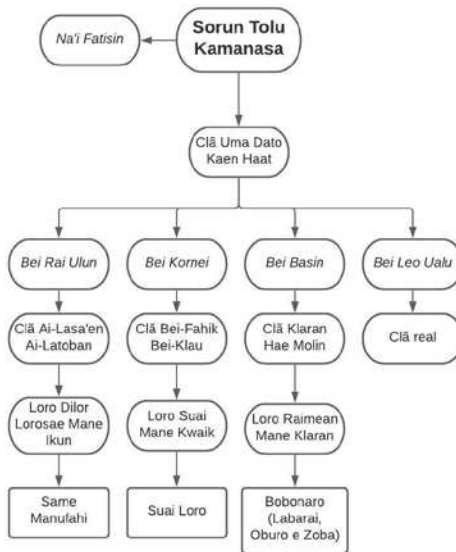 Na'i Fatisin
Sorun Tolu
Kamanasa
Clã Uma Dato
Kaen Haat
Bei Rai Ulun
Bei Kornei
Bei Basin
Bei Leo Ualu
Clã Ai-Lasa'en
Ai-Latoban
Clã Bei-Fahik
Bei-Klau
Clã Klaran
Hae Molin
Clã real
Loro Dilor
Lorosae Mane
Ikun
Loro Suai
Mane Kwaik
Loro Raimean
Mane Klaran
Same
Manufahi
Suai Loro
Bobonaro
(Labarai,
Oburo e Zoba)